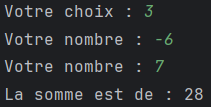 Votre choix : 3
Votre nombre : -6
Votre nombre : 7
La somme est de : 28